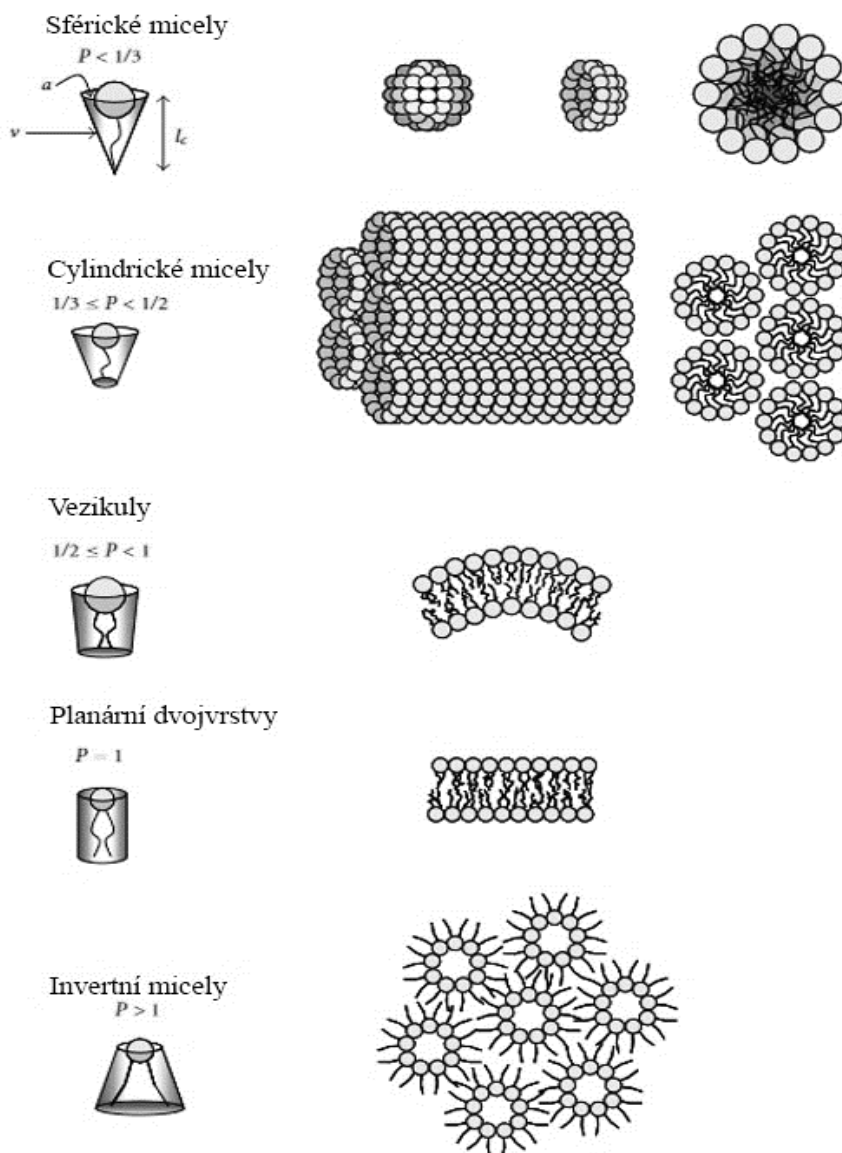 Sférické micely
P < 1/3
a
v
lc
Cylindrické micely
1/3 ≤ P < 1/2
Vezikuly
1/2 ≤ P < 1
Planární dvojvrstvy
P = 1
Invertní micely
P > 1